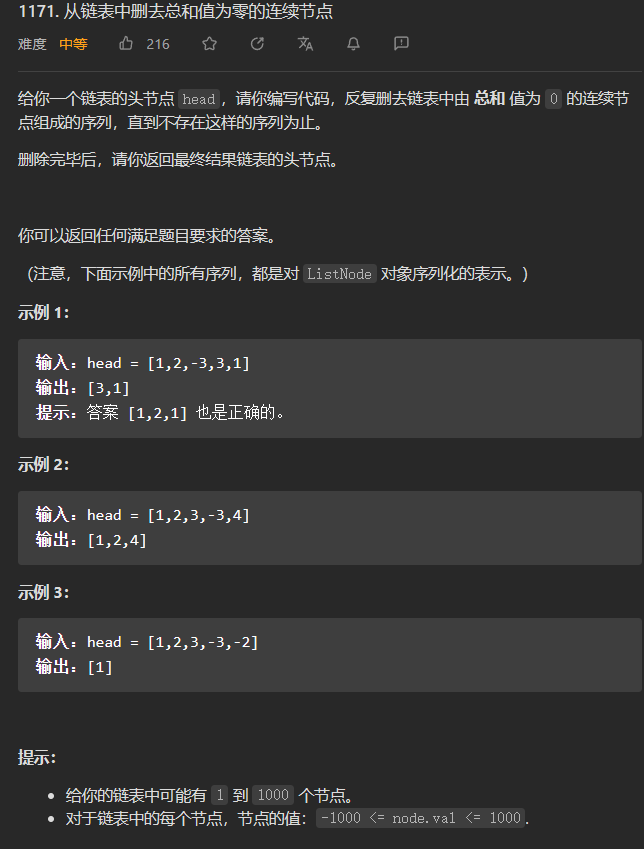 1171. 从链表中删去总和值为零的连续节点
难度 中等 216
给你一个链表的头节点 head，请你编写代码，反复删去链表中由 总和 值为 0 的连续节
点组成的序列，直到不存在这样的序列为止。
删除完毕后，请你返回最终结果链表的头节点。
你可以返回任何满足题目要求的答案。
（注意，下面示例中的所有序列，都是对 ListNode 对象序列化的表示。）
示例 1：
输入：head = [1,2,-3,3,1]
输出：[3,1]
提示：答案 [1,2,1] 也是正确的。
示例 2：
输入：head = [1,2,3,-3,4]
输出：[1,2,4]
示例 3：
输入：head = [1,2,3,-3,-2]
输出：[1]
提示：
• 给你的链表中可能有 1 到 1000 个节点。
• 对于链表中的每个节点，节点的值：-1000 <= node.val <= 1000.